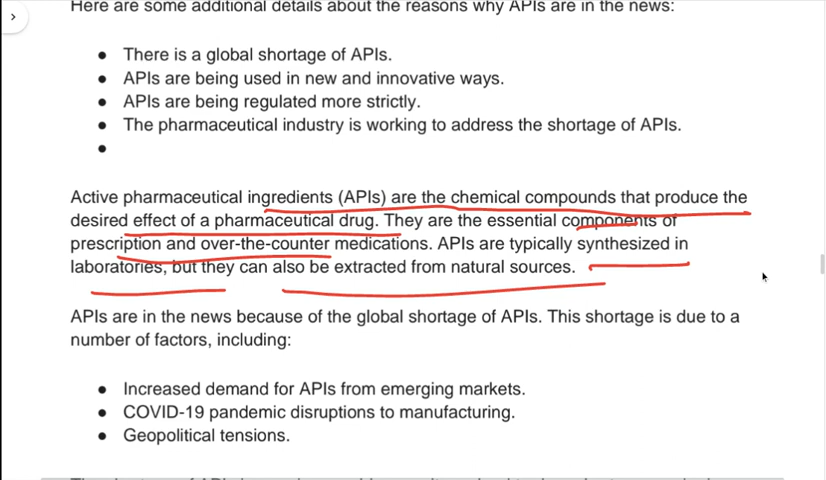 Here are some additional details about the reasons why APIs are in the news:
● There is a global shortage of APIs.
● APIs are being used in new and innovative ways.
● APIs are being regulated more strictly.
● The pharmaceutical industry is working to address the shortage of APIs.
●
Active pharmaceutical ingredients (APIs) are the chemical compounds that produce the
desired effect of a pharmaceutical drug. They are the essential components of
prescription and over-the-counter medications. APIs are typically synthesized in
laboratories, but they can also be extracted from natural sources.
APIs are in the news because of the global shortage of APIs. This shortage is due to a
number of factors, including:
● Increased demand for APIs from emerging markets.
● COVID-19 pandemic disruptions to manufacturing.
● Geopolitical tensions.